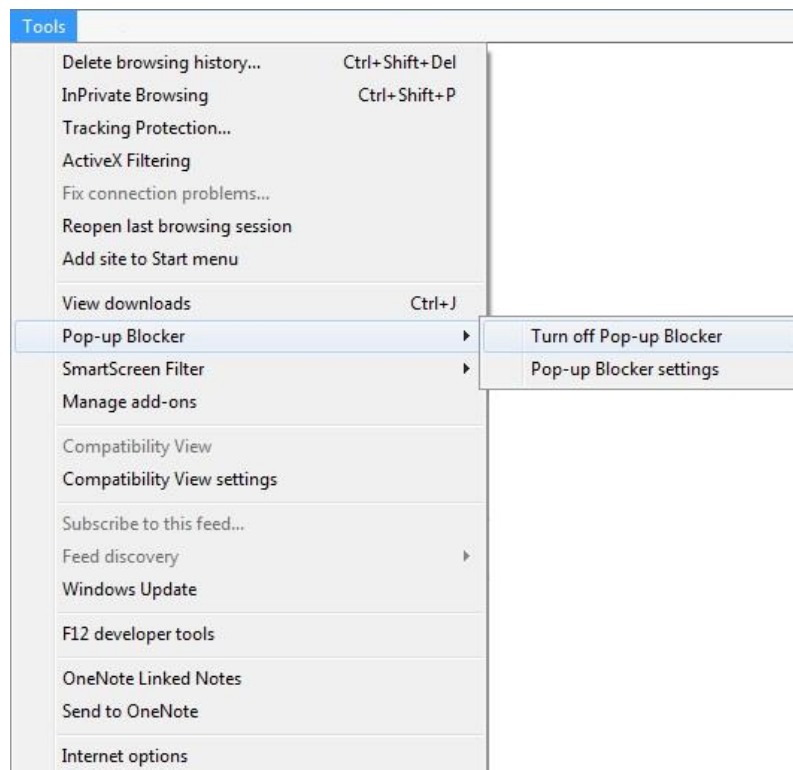 Tools
Delete browsing history... Ctrl+Shift+Del
InPrivate Browsing Ctrl+Shift+P
Tracking Protection...
ActiveX Filtering
Fix connection problems...
Reopen last browsing session
Add site to Start menu
View downloads Ctrl+J
Pop-up Blocker
Turn off Pop-up Blocker
SmartScreen Filter
Pop-up Blocker settings
Manage add-ons
Compatibility View
Compatibility View settings
Subscribe to this feed...
Feed discovery
Windows Update
F12 developer tools
OneNote Linked Notes
Send to OneNote
Internet options